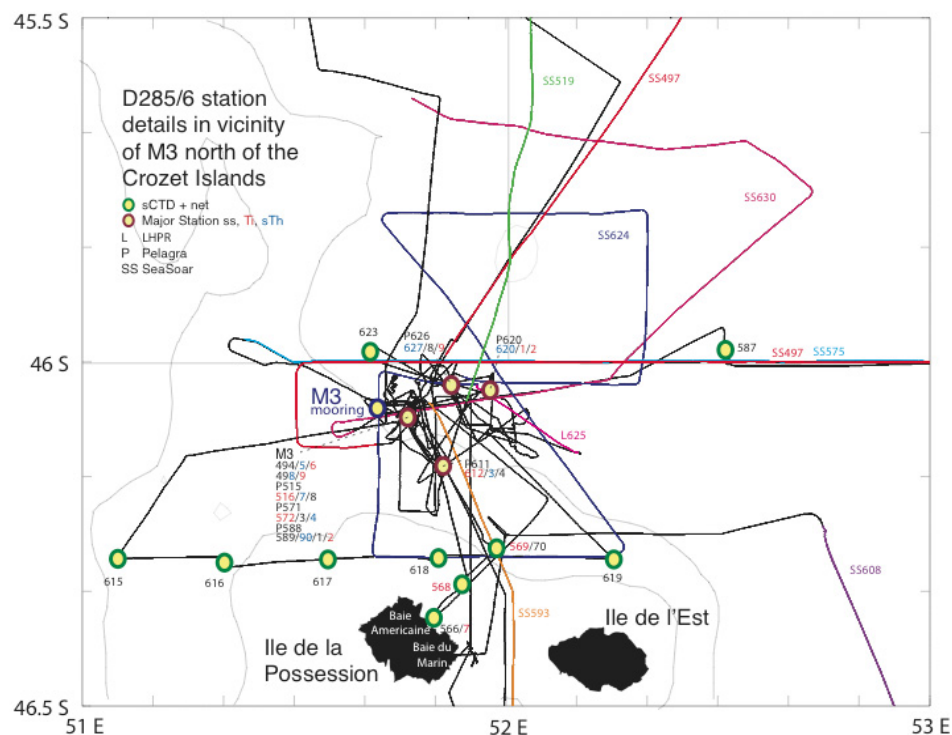 45.5 S
SS519
SS497
D285/6 station
details in vicinity
of M3 north of the
Crozet Islands
sCTD + net
Major Station ss, Ti, sTh
L LHPR
P Pelagra
SS SeaSoar
SS630
SS624
623
P626
627/8/9
P620
620/1/2
587
46 S
SS497
SS575
M3
mooring
L625
M3
494/5/6
498/9
P515
516/7/8
P571
572/3/4
P588
589/90/1/2
P611
612/3/4
569/70
615
616
617
618
619
568
SS608
SS593
566/7
Baie
Americaine
Baie du
Marin
Ile de la
Possession
Ile de l'Est
46.5 S
51 E
52 E
53 E